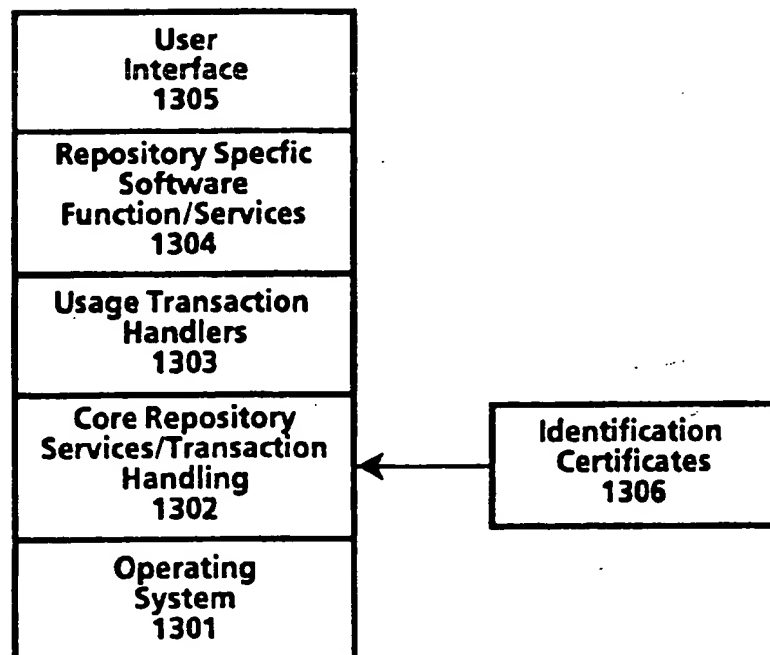 User
Interface
1305
Repository Specfic
Software
Function/Services
1304
Usage Transaction
Handlers
1303
Core Repository
Services/Transaction
Handling
1302
Identification
Certificates
1306
Operating
System
1301